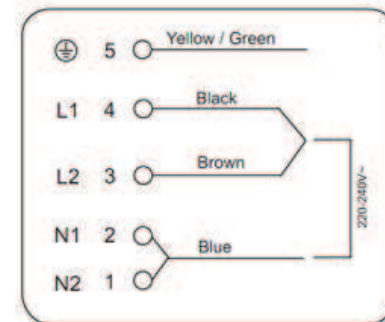 5 Yellow / Green
L1 4 Black
L2 3 Brown
N1 2
Blue
N2 1
220-240V~